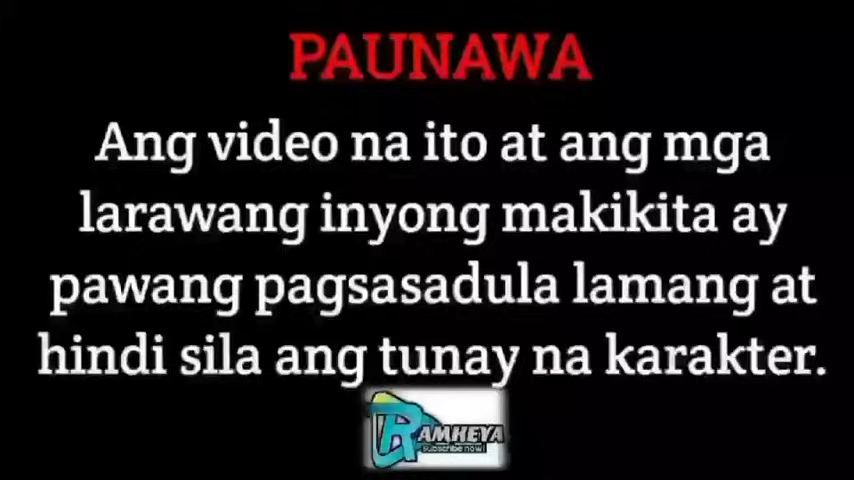 PAUNAWA
Ang video na ito at ang mga
larawang inyong makikita ay
pawang pagsasadula lamang at
hindi sila ang tunay na karakter.
RAMHEYA
subscribe now!